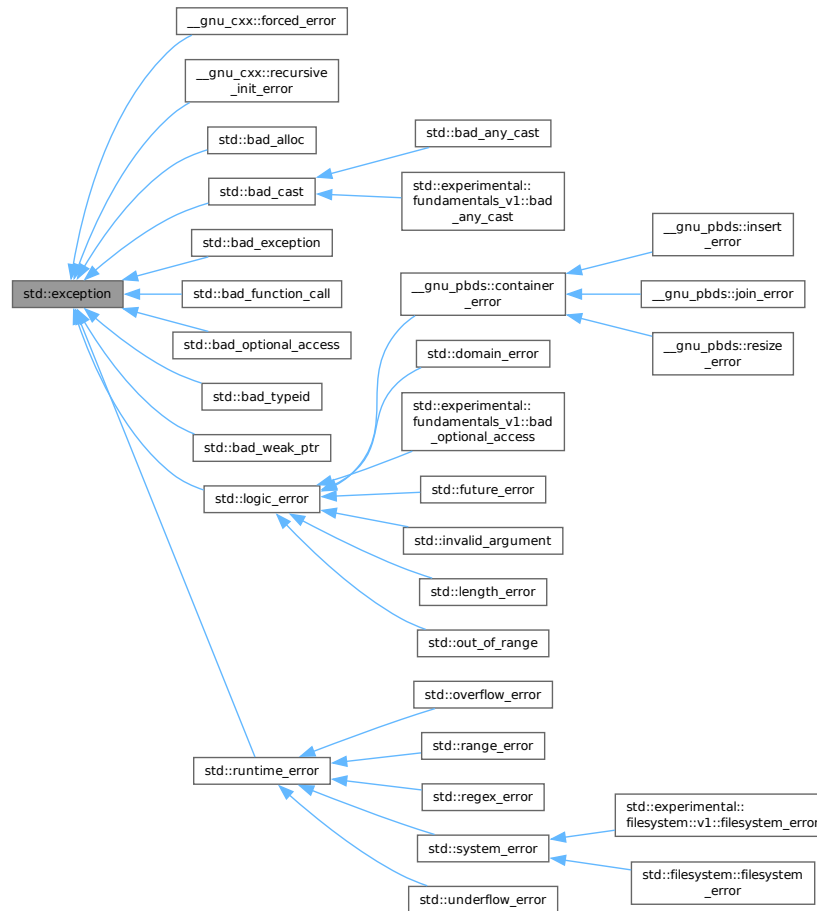 __gnu_cxx::forced_error
__gnu_cxx::recursive
_init_error
std::bad_alloc
std::bad_any_cast
std::bad_cast
std::experimental::
fundamentals_v1::bad
_any_cast
std::bad_exception
__gnu_pbds::insert
_error
std::exception
std::bad_function_call
__gnu_pbds::container
_error
__gnu_pbds::join_error
std::bad_optional_access
std::domain_error
__gnu_pbds::resize
_error
std::bad_typeid
std::experimental::
fundamentals_v1::bad
_optional_access
std::bad_weak_ptr
std::logic_error
std::future_error
std::invalid_argument
std::length_error
std::out_of_range
std::overflow_error
std::range_error
std::runtime_error
std::regex_error
std::experimental::
filesystem::v1::filesystem_error
std::system_error
std::filesystem::filesystem
_error
std::underflow_error